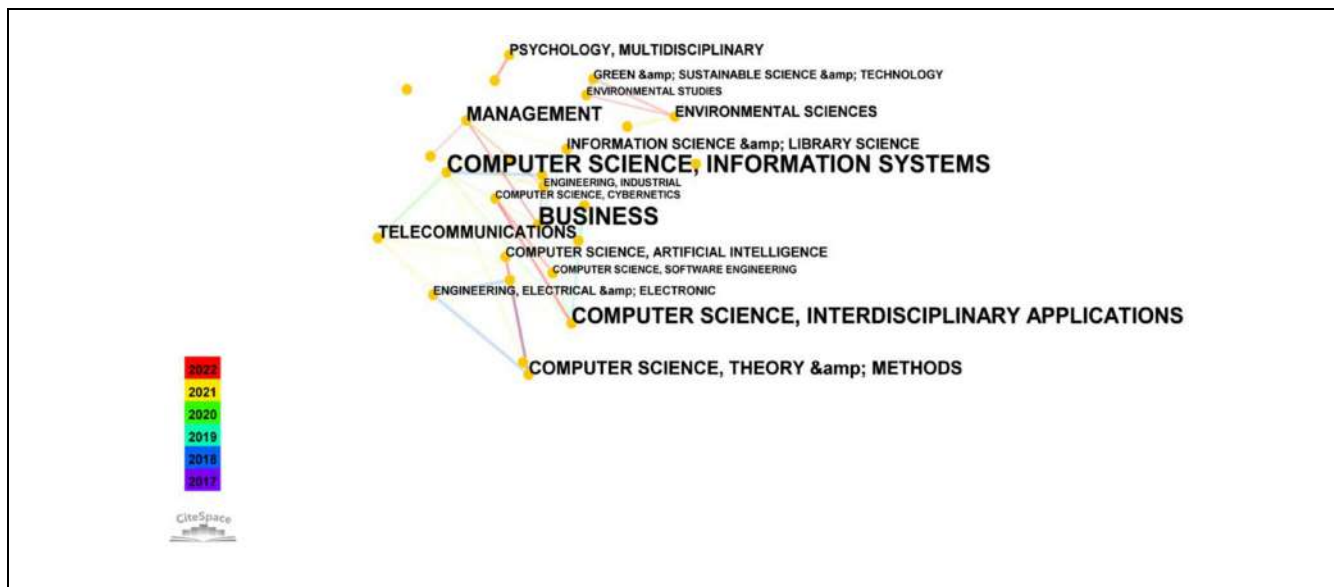 PSYCHOLOGY, MULTIDISCIPLINARY
GREEN &amp; SUSTAINABLE SCIENCE &amp; TECHNOLOGY
ENVIRONMENTAL STUDIES
MANAGEMENT
ENVIRONMENTAL SCIENCES
INFORMATION SCIENCE &amp; LIBRARY SCIENCE
COMPUTER SCIENCE, INFORMATION SYSTEMS
ENGINEERING, INDUSTRIAL
COMPUTER SCIENCE, CYBERNETICS
BUSINESS
TELECOMMUNICATIONS
COMPUTER SCIENCE, ARTIFICIAL INTELLIGENCE
COMPUTER SCIENCE, SOFTWARE ENGINEERING
ENGINEERING, ELECTRICAL &amp; ELECTRONIC
COMPUTER SCIENCE, INTERDISCIPLINARY APPLICATIONS
COMPUTER SCIENCE, THEORY &amp; METHODS
2022
2021
2020
2019
2018
2017
CiteSpace